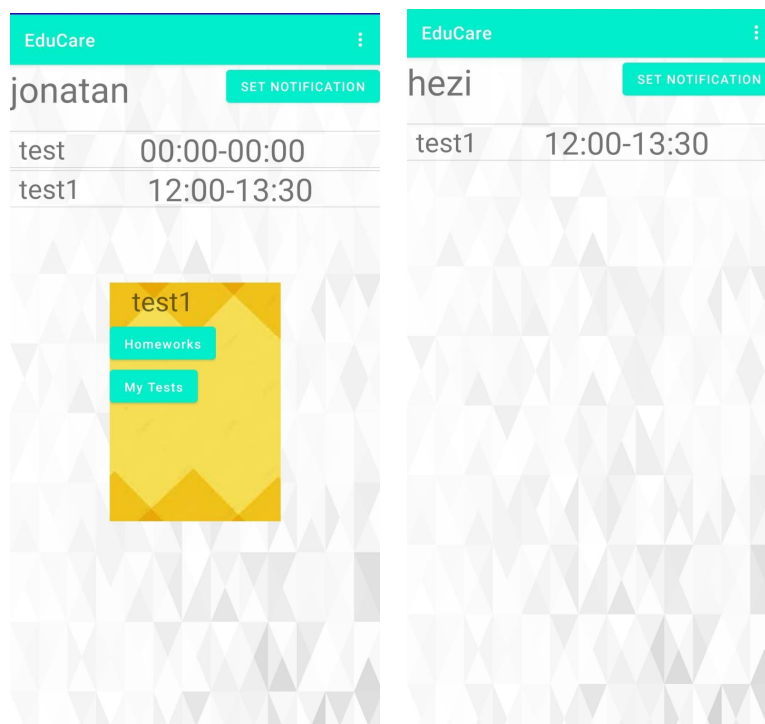 EduCare
jonatan SET NOTIFICATION
test 00:00-00:00
test1 12:00-13:30
test1
Homeworks
My Tests
EduCare
hezi SET NOTIFICATION
test1 12:00-13:30